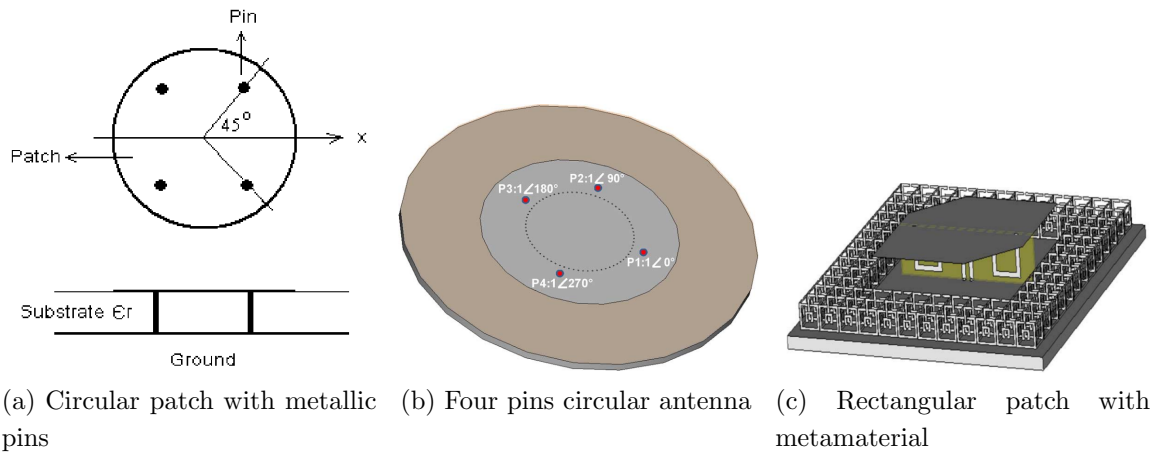 Pin
45°
x
Patch
Substrate Єr
Ground
P2:1∠90°
P3:1∠180°
P1:1∠0°
P4:1∠270°
(a) Circular patch with metallic pins
(b) Four pins circular antenna
(c) Rectangular patch with metamaterial